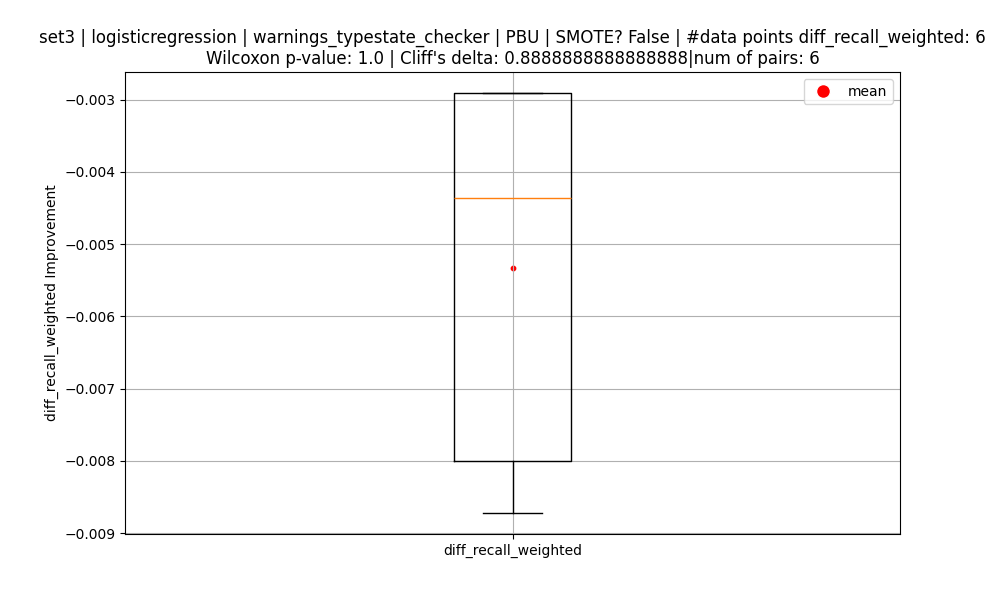 set3 | logisticregression | warnings_typestate_checker | PBU | SMOTE? False | #data points diff_recall_weighted: 6
Wilcoxon p-value: 1.0 | Cliff's delta: 0.8888888888888888|num of pairs: 6
mean
−0.003
−0.004
−0.005
−0.006
−0.007
−0.008
−0.009
diff_recall_weighted Improvement
diff_recall_weighted